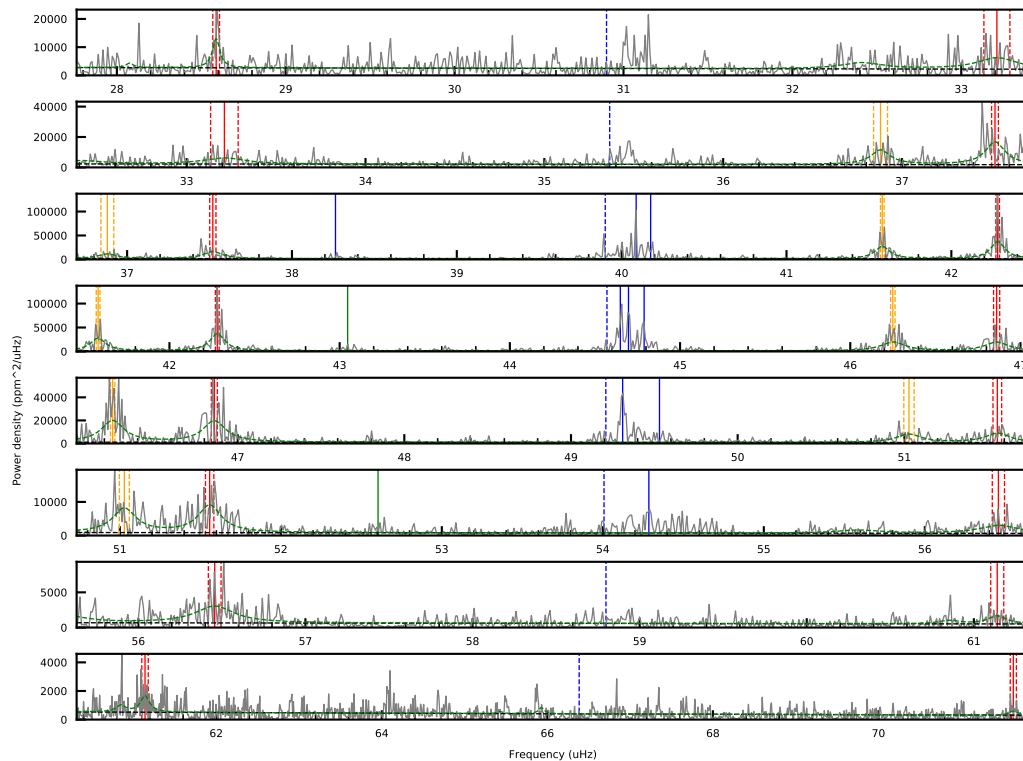 20000
10000
0
28 29 30 31 32 33
40000
20000
0
33 34 35 36 37
100000
50000
0
37 38 39 40 41 42
100000
50000
0
42 43 44 45 46 47
40000
20000
0
47 48 49 50 51
10000
0
51 52 53 54 55 56
5000
0
56 57 58 59 60 61
4000
2000
0
62 64 66 68 70
Power density (ppm^2/uHz)
Frequency (uHz)